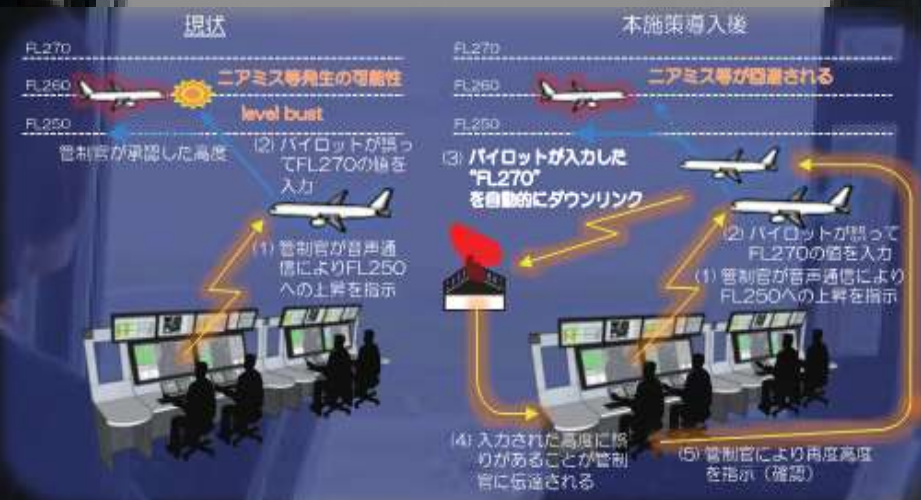 現状
FL270
FL260
ニアミス等発生の可能性
level bust
FL250
管制官が承認した高度
(2) パイロットが誤っ
てFL270の値を
入力
(1) 管制官が音声通
信によりFL250
への上昇を指示
本施策導入後
FL270
FL260
ニアミス等が回避される
FL250
(3) パイロットが入力した
"FL270"
を自動的にダウンリンク
(2) パイロットが誤って
FL270の値を入力
(1) 管制官が音声通信により
FL250への上昇を指示
(4) 入力された高度に誤
りがあることが管制
官に伝達される
(5) 管制官により再度高度
を指示（確認）